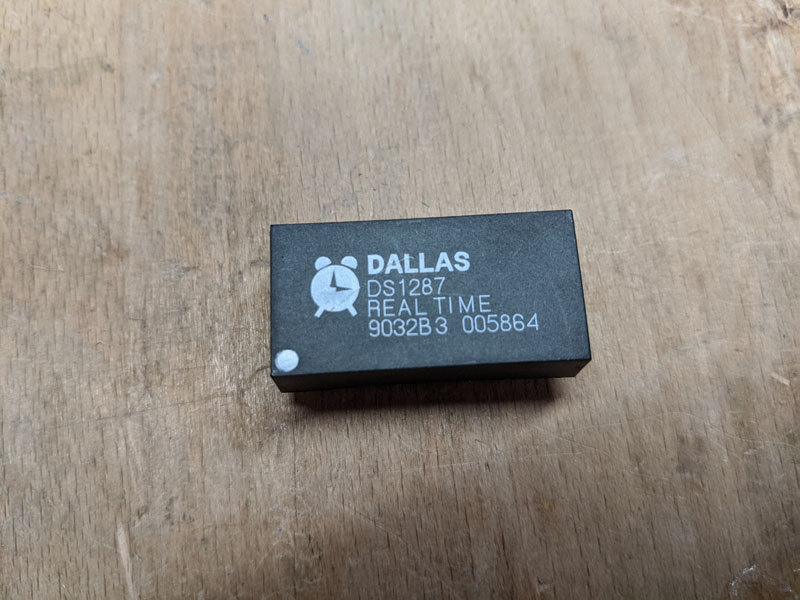 DALLAS
DS1287
REAL TIME
9032B3 005864